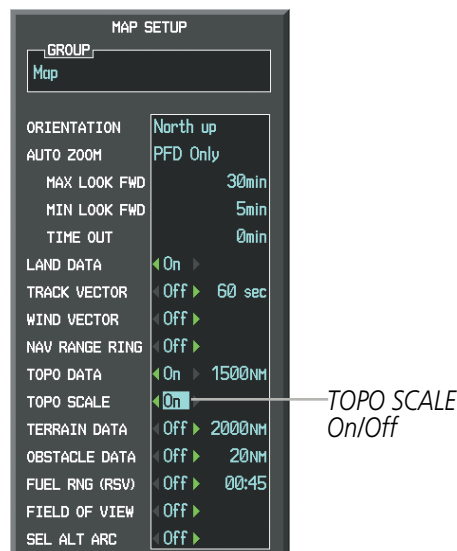 MAP SETUP
GROUP
Map
ORIENTATION North up
AUTO ZOOM PFD Only
MAX LOOK FWD 30min
MIN LOOK FWD 5min
TIME OUT 0min
LAND DATA On
TRACK VECTOR Off 60 sec
WIND VECTOR Off
NAV RANGE RING Off
TOPO DATA On 1500NM
TOPO SCALE On
TERRAIN DATA Off 2000NM
OBSTACLE DATA Off 20NM
FUEL RNG (RSV) Off 00:45
FIELD OF VIEW Off
SEL ALT ARC Off
TOPO SCALE
On/Off